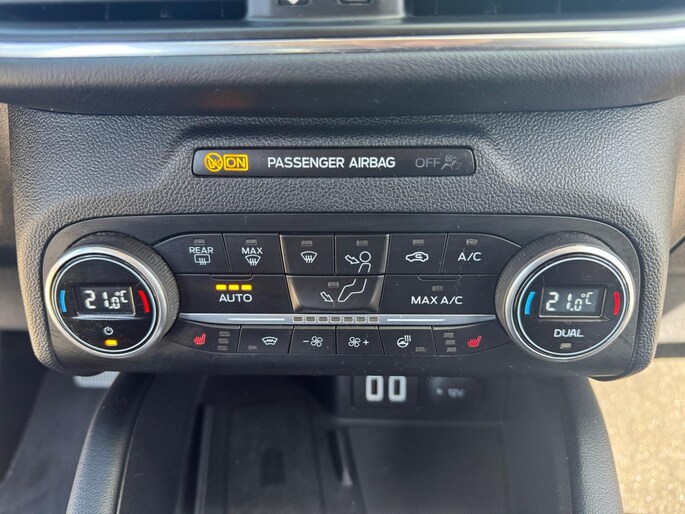 ON PASSENGER AIRBAG OFF
REAR MAX A/C
AUTO MAX A/C
21.0°C 21.0°C
DUAL
- +
12V